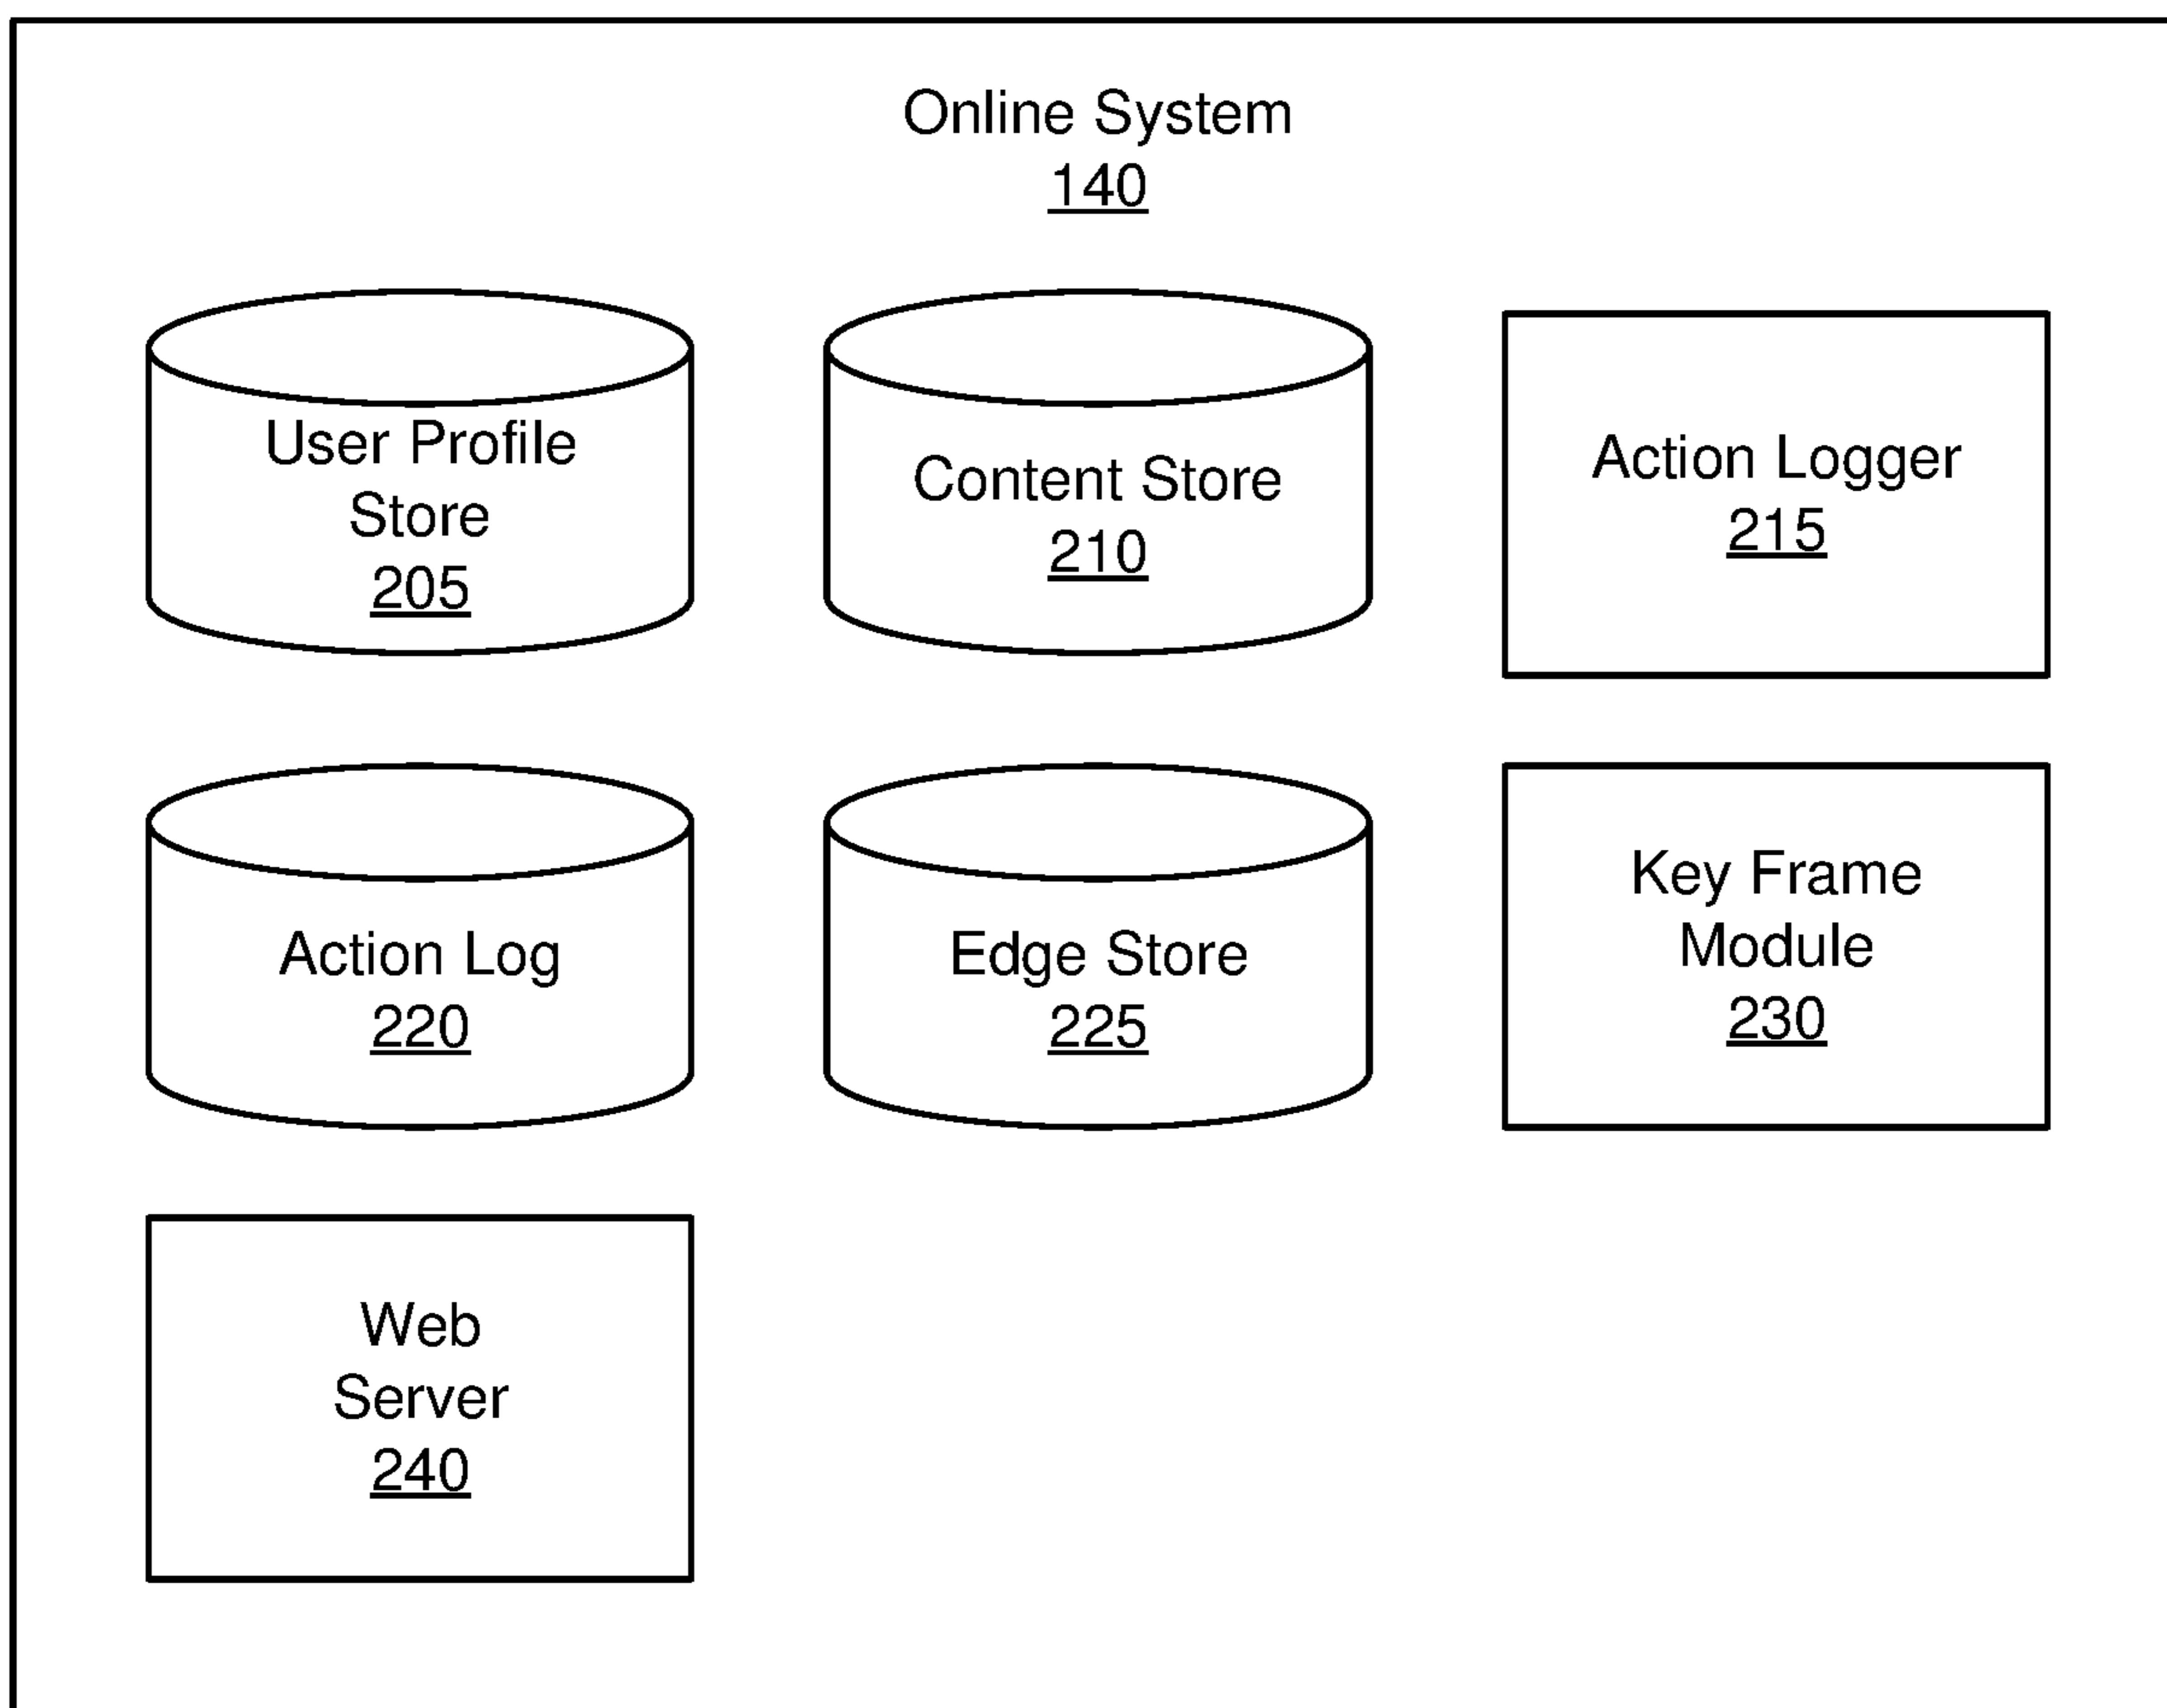 Online System
140
User Profile
Store
205
Content Store
210
Action Logger
215
Action Log
220
Edge Store
225
Key Frame
Module
230
Web
Server
240